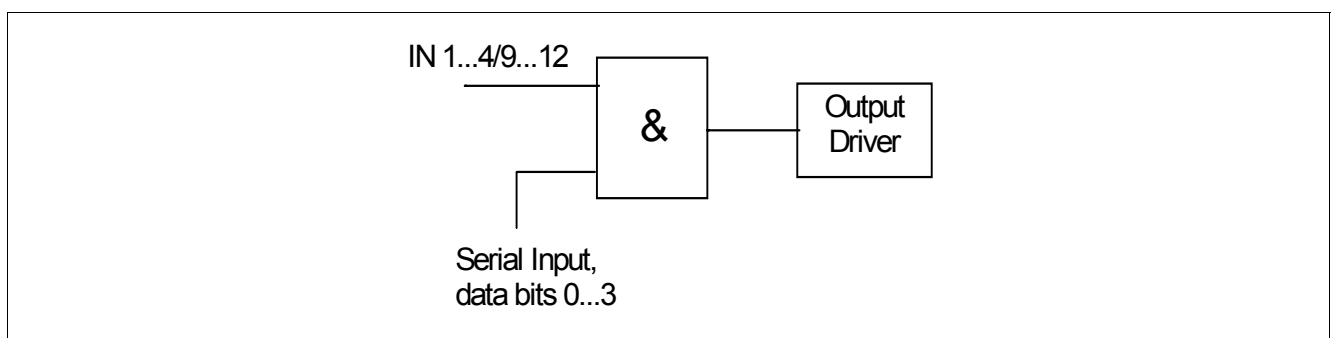 IN 1...4/9...12
&
Output
Driver
Serial Input,
data bits 0...3